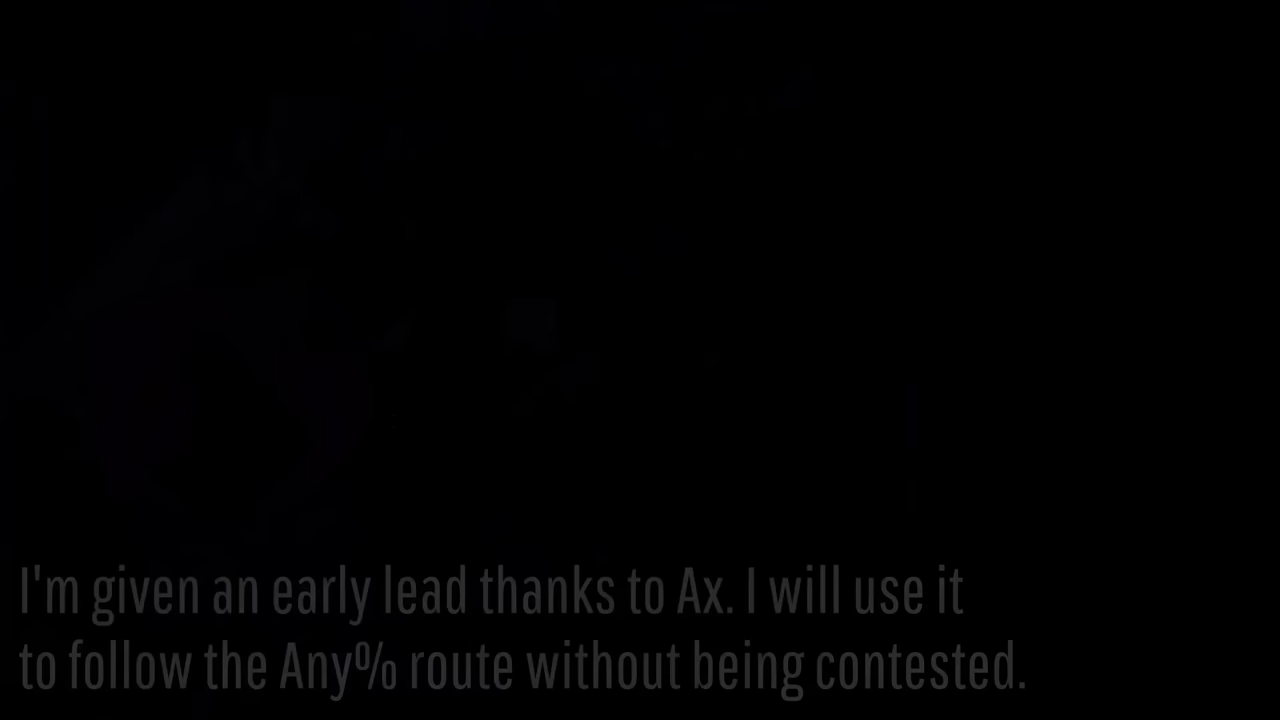 I'm given an early lead thanks to Ax. I will use it
to follow the Any% route without being contested.